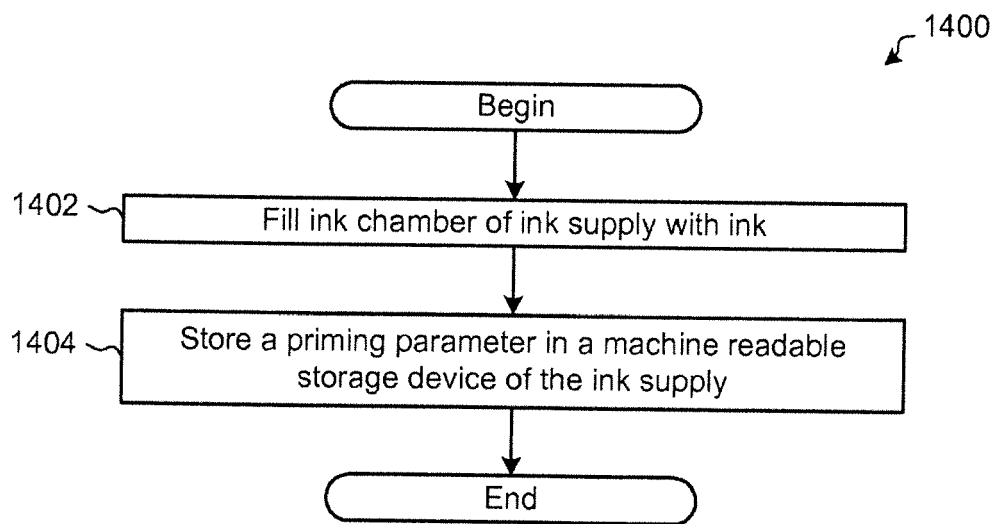 1400
Begin
1402
Fill ink chamber of ink supply with ink
1404
Store a priming parameter in a machine readable
storage device of the ink supply
End